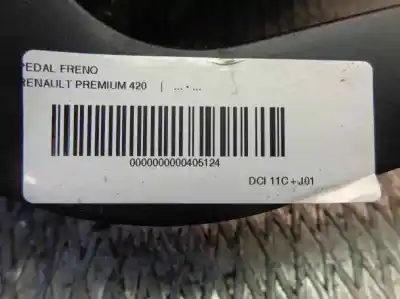 PEDAL FRENO
RENAULT PREMIUM 420 | ... • ...
0000000000405124
DCI 11C + J01